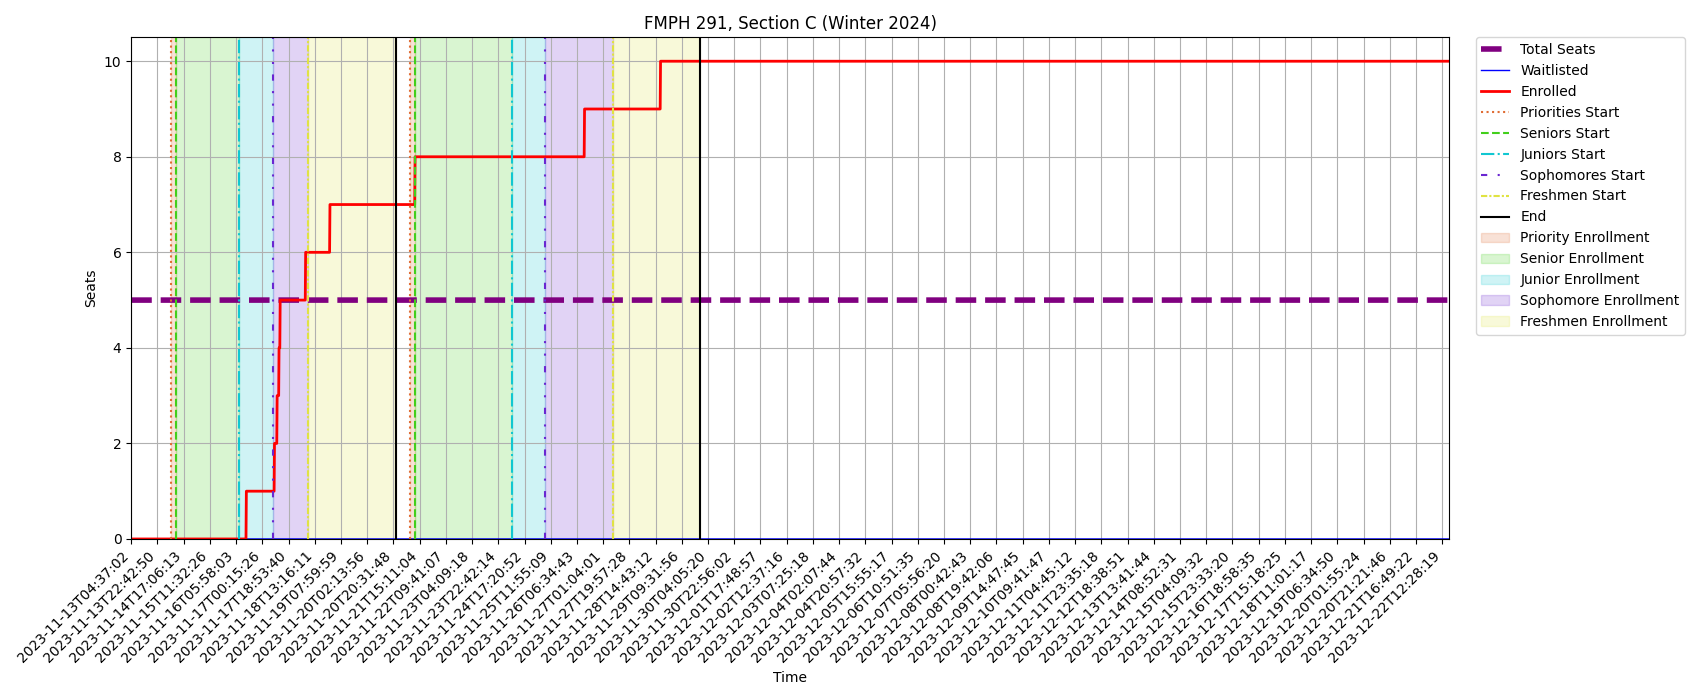 FMPH 291, Section C (Winter 2024)
Seats
10
8
6
4
2
0
2023-11-13T04:37:02
2023-11-13T22:42:50
2023-11-14T17:06:13
2023-11-15T11:32:26
2023-11-16T05:58:03
2023-11-17T00:15:26
2023-11-17T18:53:40
2023-11-18T13:16:11
2023-11-19T07:59:59
2023-11-20T02:13:56
2023-11-20T20:31:48
2023-11-21T15:11:04
2023-11-22T09:41:07
2023-11-23T04:09:18
2023-11-23T22:42:14
2023-11-24T17:20:52
2023-11-25T11:55:09
2023-11-26T06:34:43
2023-11-27T01:04:01
2023-11-27T19:57:28
2023-11-28T14:43:12
2023-11-29T09:31:56
2023-11-30T04:05:20
2023-11-30T22:56:02
2023-12-01T17:48:57
2023-12-02T12:37:16
2023-12-03T07:25:18
2023-12-04T02:07:44
2023-12-04T20:57:32
2023-12-05T15:55:17
2023-12-06T10:51:35
2023-12-07T05:56:20
2023-12-08T00:42:43
2023-12-08T19:42:06
2023-12-09T14:47:45
2023-12-10T09:41:47
2023-12-11T04:45:12
2023-12-11T23:35:18
2023-12-12T18:38:51
2023-12-13T13:41:44
2023-12-14T08:52:31
2023-12-15T04:09:32
2023-12-15T23:33:20
2023-12-16T18:58:35
2023-12-17T15:18:25
2023-12-18T11:01:17
2023-12-19T06:34:50
2023-12-20T01:55:24
2023-12-20T21:21:46
2023-12-21T16:49:22
2023-12-22T12:28:19
Time
Total Seats
Waitlisted
Enrolled
Priorities Start
Seniors Start
Juniors Start
Sophomores Start
Freshmen Start
End
Priority Enrollment
Senior Enrollment
Junior Enrollment
Sophomore Enrollment
Freshmen Enrollment